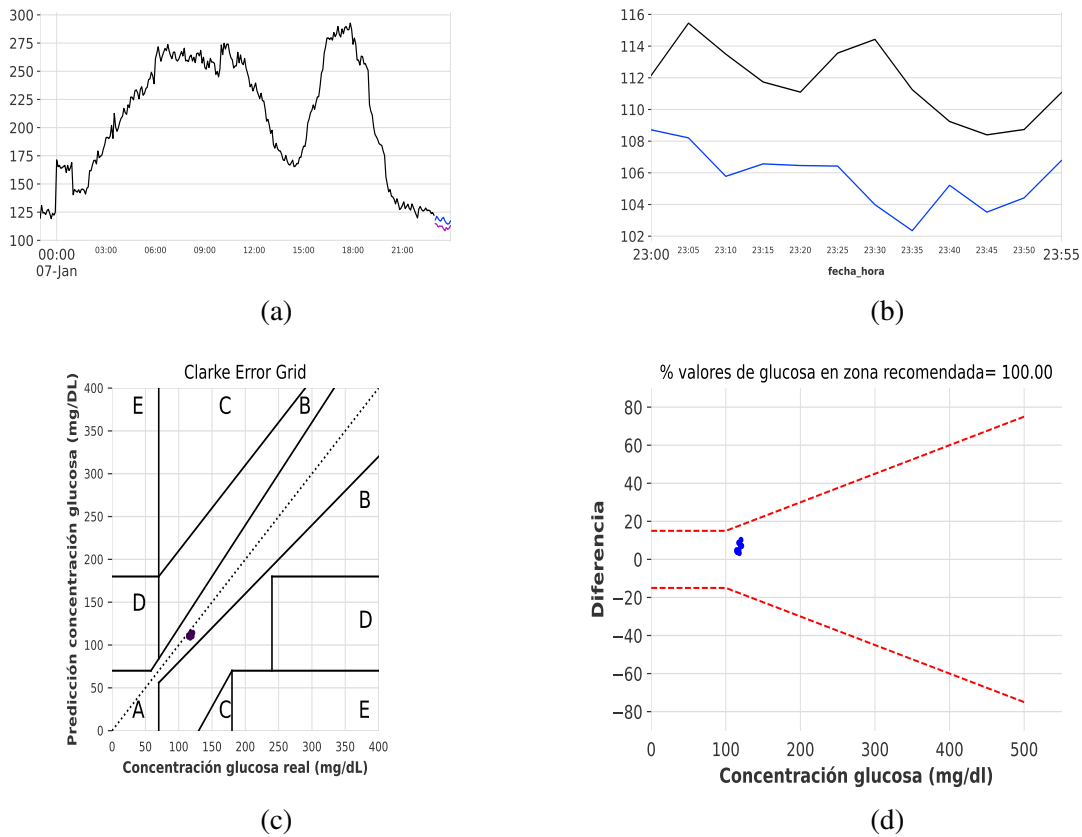 300
275
250
225
200
175
150
125
100
00:00 03:00 06:00 09:00 12:00 15:00 18:00 21:00
07-Jan
(a)
116
114
112
110
108
106
104
102
23:00 23:05 23:10 23:15 23:20 23:25 23:30 23:35 23:40 23:45 23:50 23:55
fecha_hora
(b)
Clarke Error Grid
Predicción concentración glucosa (mg/DL)
400
350
300
250
200
150
100
50
0
E C B
B
D
D
A C E
0 50 100 150 200 250 300 350 400
Concentración glucosa real (mg/dL)
(c)
% valores de glucosa en zona recomendada= 100.00
Diferencia
80
60
40
20
0
−20
−40
−60
−80
0 100 200 300 400 500
Concentración glucosa (mg/dl)
(d)